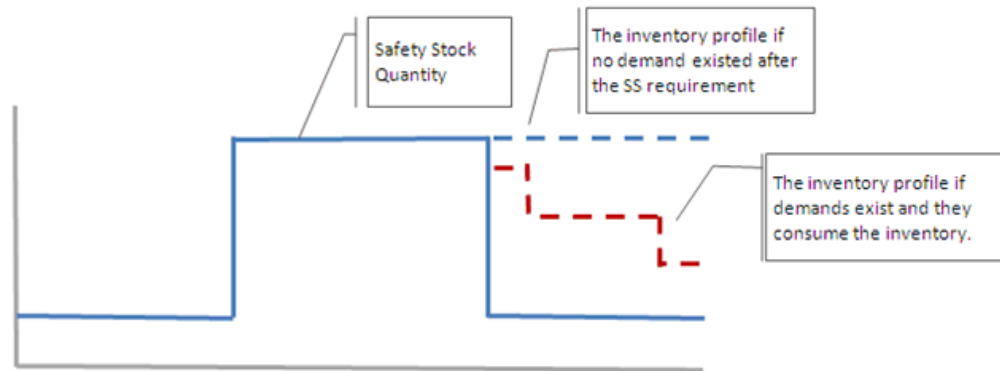 Safety Stock
Quantity
The inventory profile if
no demand existed after
the SS requirement
The inventory profile if
demands exist and they
consume the inventory.